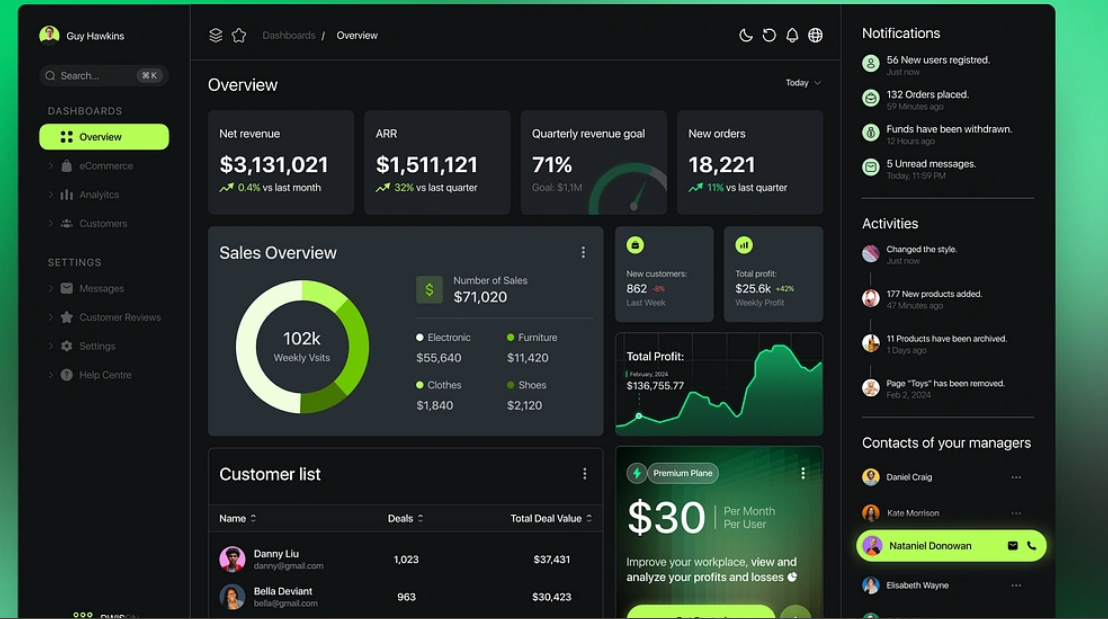 Guy Hawkins
Search...
⌘ K
DASHBOARDS
Overview
eCommerce
Analyitcs
Customers
SETTINGS
Messages
Customer Reviews
Settings
Help Centre
Dashboards / Overview
Overview
Today
Net revenue
$3,131,021
0.4% vs last month
ARR
$1,511,121
32% vs last quarter
Quarterly revenue goal
71%
Goal: $1,1M
New orders
18,221
11% vs last quarter
Sales Overview
102k
Weekly Vsits
$
Number of Sales
$71,020
Electronic
$55,640
Furniture
$11,420
Clothes
$1,840
Shoes
$2,120
New customers:
862 -8%
Last Week
Total profit:
$25.6k +42%
Weekly Profit
Total Profit:
February, 2024
$136,755.77
Customer list
Name
Deals
Total Deal Value
Danny Liu
danny@gmail.com
1,023
$37,431
Bella Deviant
bella@gmail.com
963
$30,423
Premium Plane
$30
Per Month
Per User
Improve your workplace, view and
analyze your profits and losses
Notifications
56 New users registred.
Just now
132 Orders placed.
59 Minutes ago
Funds have been withdrawn.
12 Hours ago
5 Unread messages.
Today, 11:59 PM
Activities
Changed the style.
Just now
177 New products added.
47 Minutes ago
11 Products have been archived.
1 Days ago
Page "Toys" has been removed.
Feb 2, 2024
Contacts of your managers
Daniel Craig
Kate Morrison
Nataniel Donowan
Elisabeth Wayne